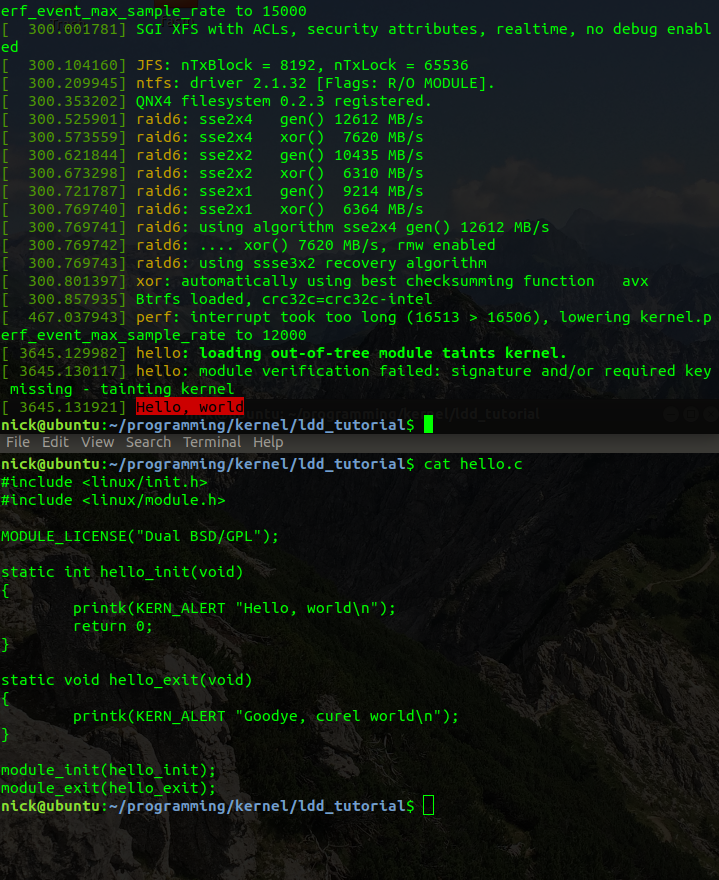 erf_event_max_sample_rate to 15000
[  300.001781] SGI XFS with ACLs, security attributes, realtime, no debug enabl
ed
[  300.104160] JFS: nTxBlock = 8192, nTxLock = 65536
[  300.209945] ntfs: driver 2.1.32 [Flags: R/O MODULE].
[  300.353202] QNX4 filesystem 0.2.3 registered.
[  300.525901] raid6: sse2x4   gen() 12612 MB/s
[  300.573559] raid6: sse2x4   xor()  7620 MB/s
[  300.621844] raid6: sse2x2   gen() 10435 MB/s
[  300.673298] raid6: sse2x2   xor()  6310 MB/s
[  300.721787] raid6: sse2x1   gen()  9214 MB/s
[  300.769740] raid6: sse2x1   xor()  6364 MB/s
[  300.769741] raid6: using algorithm sse2x4 gen() 12612 MB/s
[  300.769742] raid6: .... xor() 7620 MB/s, rmw enabled
[  300.769743] raid6: using ssse3x2 recovery algorithm
[  300.801397] xor: automatically using best checksumming function   avx
[  300.857935] Btrfs loaded, crc32c=crc32c-intel
[  467.037943] perf: interrupt took too long (16513 > 16506), lowering kernel.p
erf_event_max_sample_rate to 12000
[ 3645.129982] hello: loading out-of-tree module taints kernel.
[ 3645.130117] hello: module verification failed: signature and/or required key
 missing - tainting kernel
[ 3645.131921] Hello, world
ubuntu: ~/programming/kernel/ldd_tutorial
nick@ubuntu:~/programming/kernel/ldd_tutorial$
File Edit View Search Terminal Help
nick@ubuntu:~/programming/kernel/ldd_tutorial$ cat hello.c
#include <linux/init.h>
#include <linux/module.h>
MODULE_LICENSE("Dual BSD/GPL");
static int hello_init(void)
{
        printk(KERN_ALERT "Hello, world\n");
        return 0;
}
static void hello_exit(void)
{
        printk(KERN_ALERT "Goodye, curel world\n");
}
module_init(hello_init);
module_exit(hello_exit);
nick@ubuntu:~/programming/kernel/ldd_tutorial$